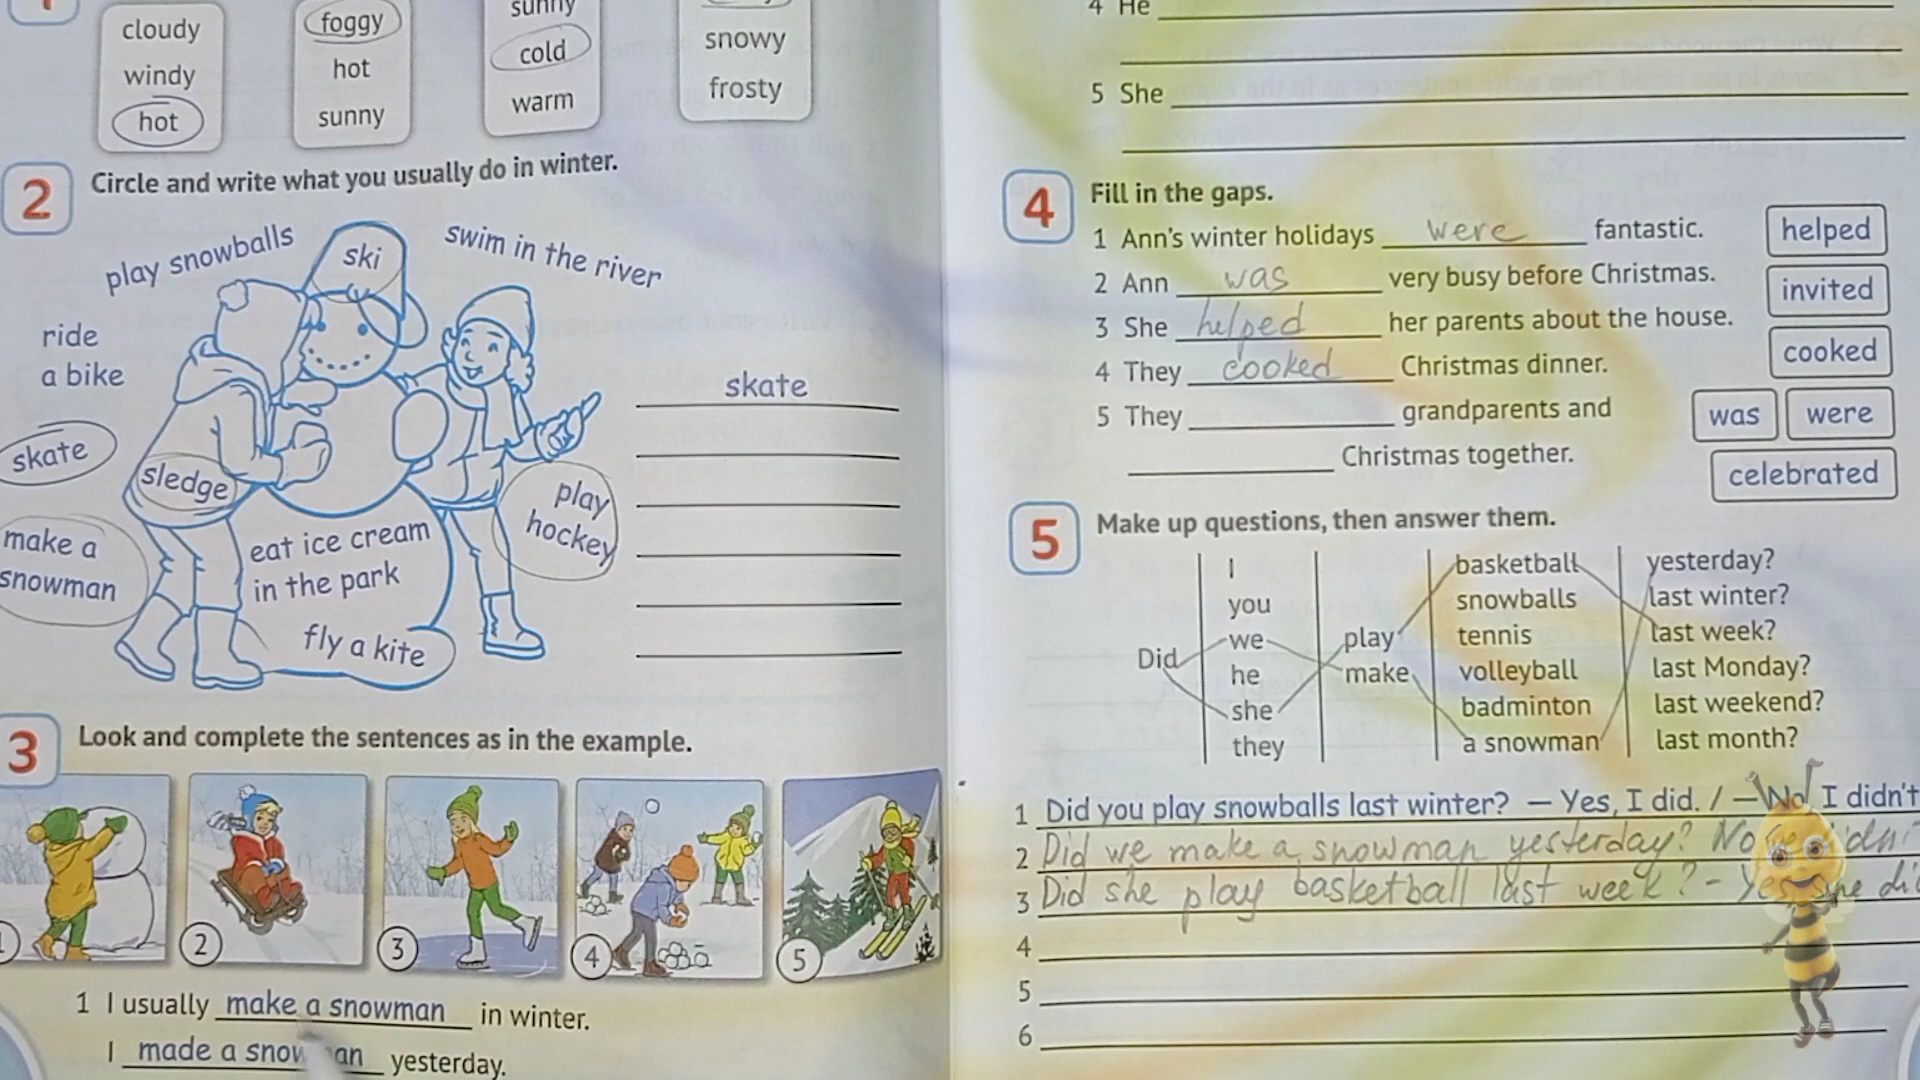 cloudy
windy
hot
foggy
hot
sunny
sunny
cold
warm
snowy
frosty
2 Circle and write what you usually do in winter.
play snowballs
ski
swim in the river
ride
a bike
skate
skate
sledge
play
hockey
make a
snowman
eat ice cream
in the park
fly a kite
3 Look and complete the sentences as in the example.
1
2
3
4
5
1 I usually make a snowman in winter.
I made a snowman yesterday.
4 He
5 She
4 Fill in the gaps.
1 Ann's winter holidays were fantastic.
2 Ann was very busy before Christmas.
3 She helped her parents about the house.
4 They cooked Christmas dinner.
5 They grandparents and
Christmas together.
helped
invited
cooked
was were
celebrated
5 Make up questions, then answer them.
Did
I
you
we
he
she
they
play
make
basketball
snowballs
tennis
volleyball
badminton
a snowman
yesterday?
last winter?
last week?
last Monday?
last weekend?
last month?
1 Did you play snowballs last winter? — Yes, I did. / — No, I didn't
2 Did we make a snowman yesterday? No
3 Did she play basketball last week? - Yes she
4
5
6